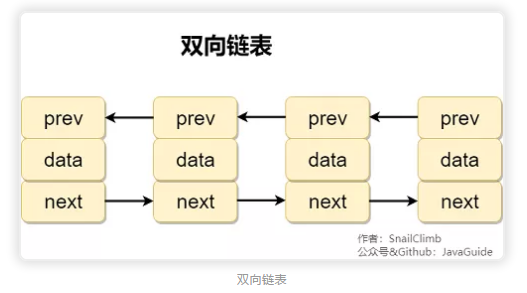 双向链表
prev prev prev prev
data data data data
next next next next
作者：SnailClimb
公众号&Github：JavaGuide
双向链表